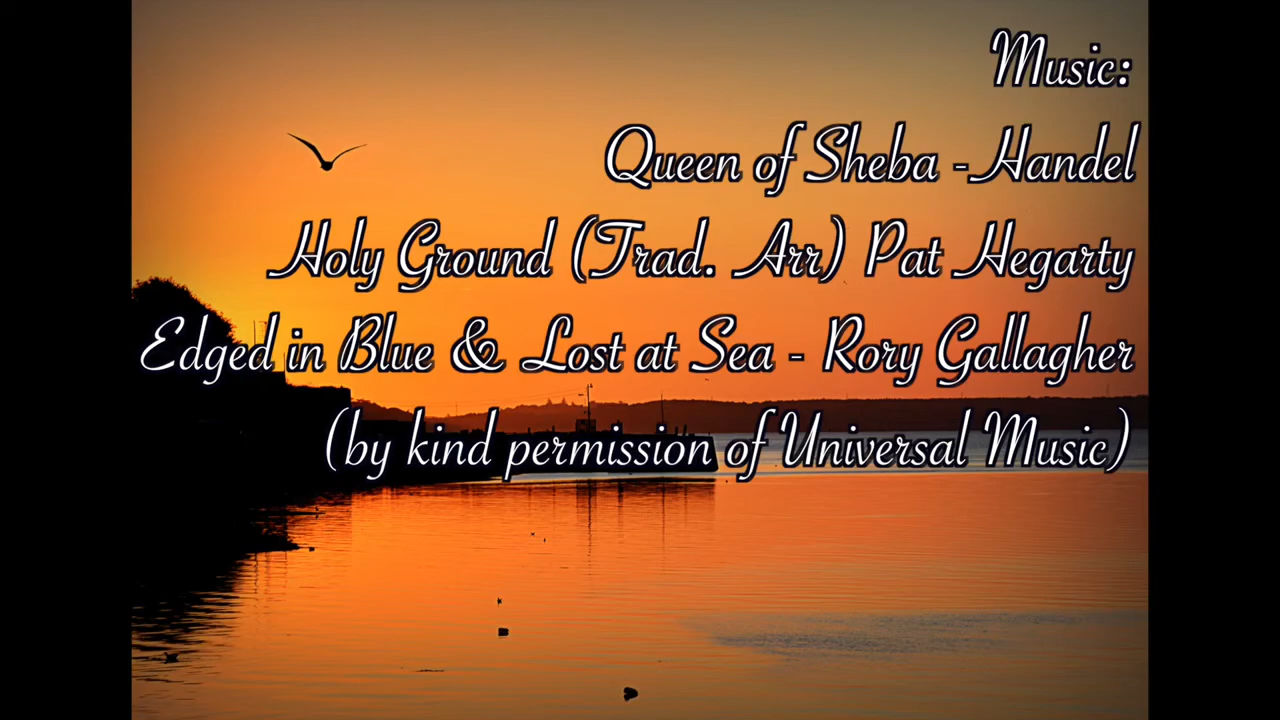 Music:
Queen of Sheba - Handel
Holy Ground (Trad. Arr) Pat Hegarty
Edged in Blue & Lost at Sea - Rory Gallagher
(by kind permission of Universal Music)